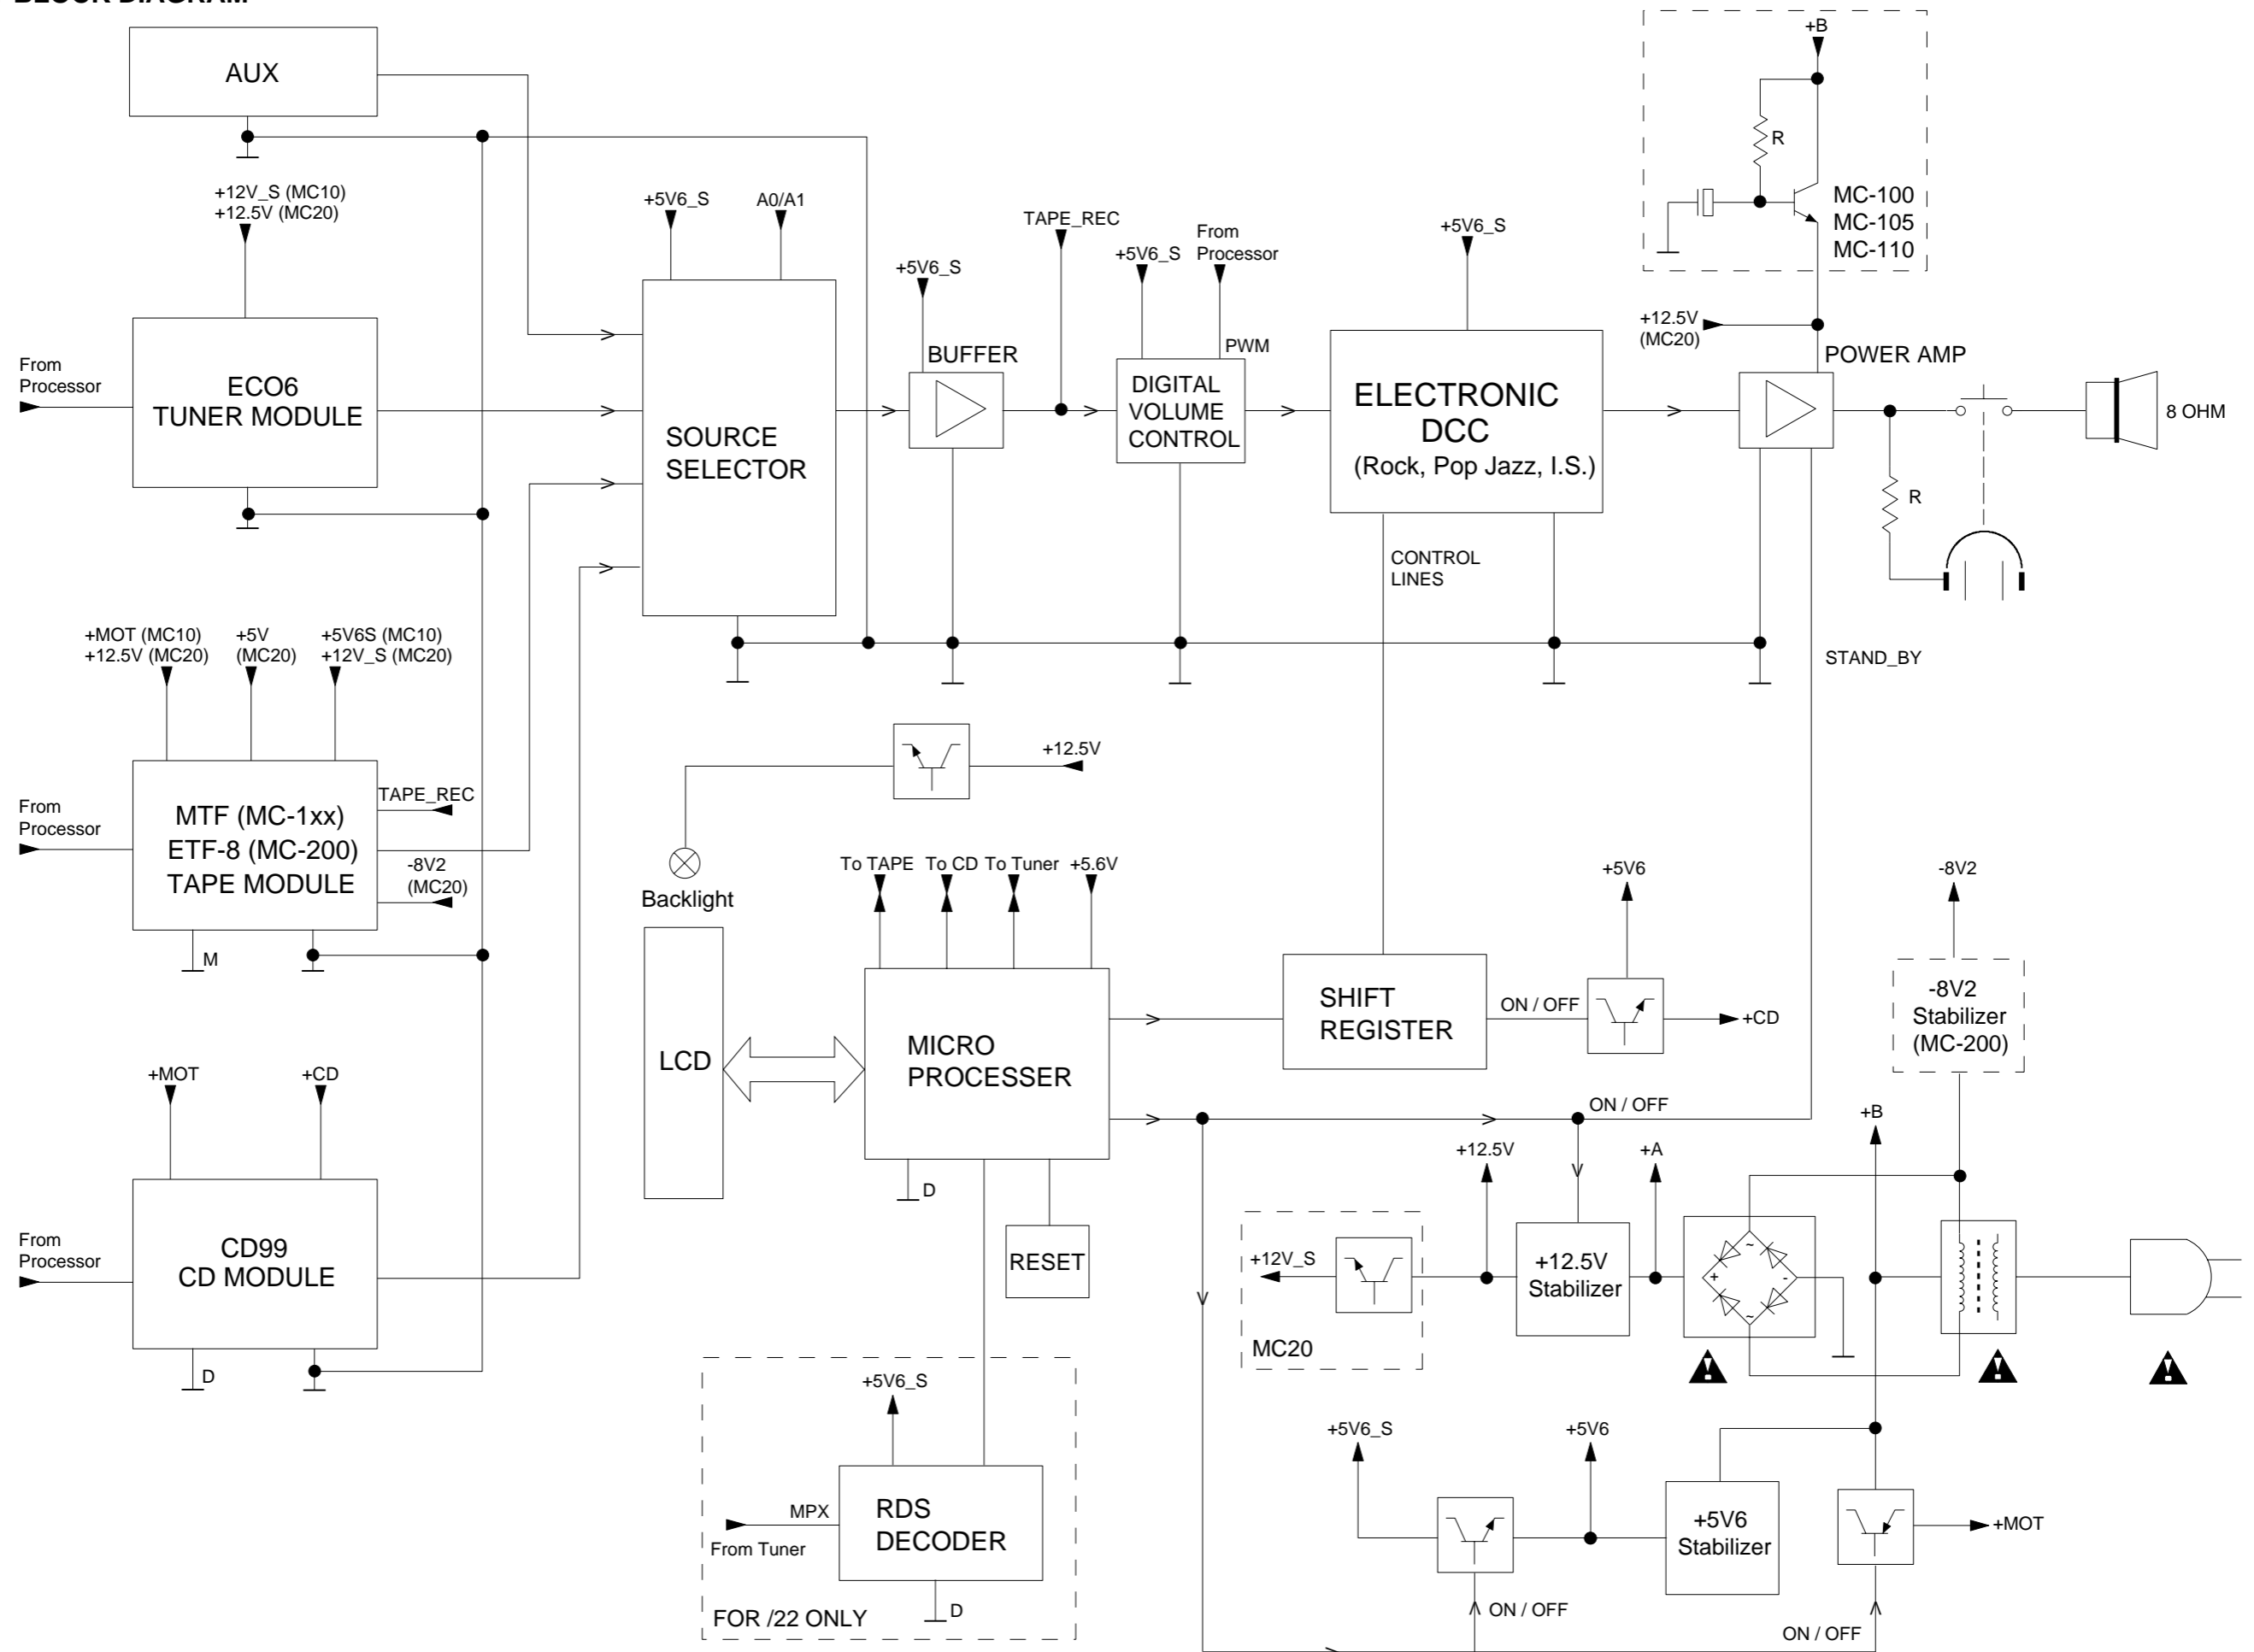 BLOCK DIAGRAM
AUX
+12V_S (MC10)
+12.5V (MC20)
From
Processor
ECO6
TUNER MODULE
+5V6_S
A0/A1
SOURCE
SELECTOR
+5V6_S
BUFFER
TAPE_REC
+5V6_S
From
Processor
PWM
DIGITAL
VOLUME
CONTROL
+5V6_S
ELECTRONIC
DCC
(Rock, Pop Jazz, I.S.)
+B
R
MC-100
MC-105
MC-110
+12.5V
(MC20)
POWER AMP
8 OHM
R
CONTROL
LINES
STAND_BY
+MOT (MC10)
+12.5V (MC20)
+5V
(MC20)
+5V6S (MC10)
+12V_S (MC20)
From
Processor
MTF (MC-1xx)
ETF-8 (MC-200)
TAPE MODULE
TAPE_REC
-8V2
(MC20)
M
+12.5V
Backlight
To TAPE
To CD
To Tuner
+5.6V
LCD
MICRO
PROCESSER
D
RESET
SHIFT
REGISTER
ON / OFF
+5V6
+CD
-8V2
-8V2
Stabilizer
(MC-200)
+MOT
+CD
From
Processor
CD99
CD MODULE
D
ON / OFF
+12.5V
+A
+B
+12V_S
MC20
+12.5V
Stabilizer
~
+
-
~
+5V6_S
MPX
From Tuner
RDS
DECODER
D
FOR /22 ONLY
+5V6_S
+5V6
+5V6
Stabilizer
+MOT
ON / OFF
ON / OFF